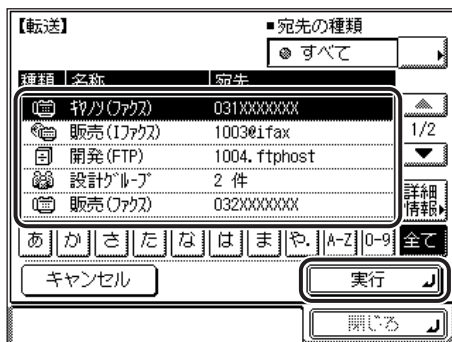 【転送】
■宛先の種類
すべて
種類 名称 宛先
ｷﾔﾉﾝ(ﾌｧｸｽ) 031XXXXXXX
販売(Iﾌｧｸｽ) 1003@ifax
開発(FTP) 1004.ftphost
設計ｸﾞﾙｰﾌﾟ 2 件
販売(ﾌｧｸｽ) 032XXXXXXX
1/2
詳細
情報
あ か さ た な は ま や. A-Z 0-9 全て
キャンセル 実行
閉じる